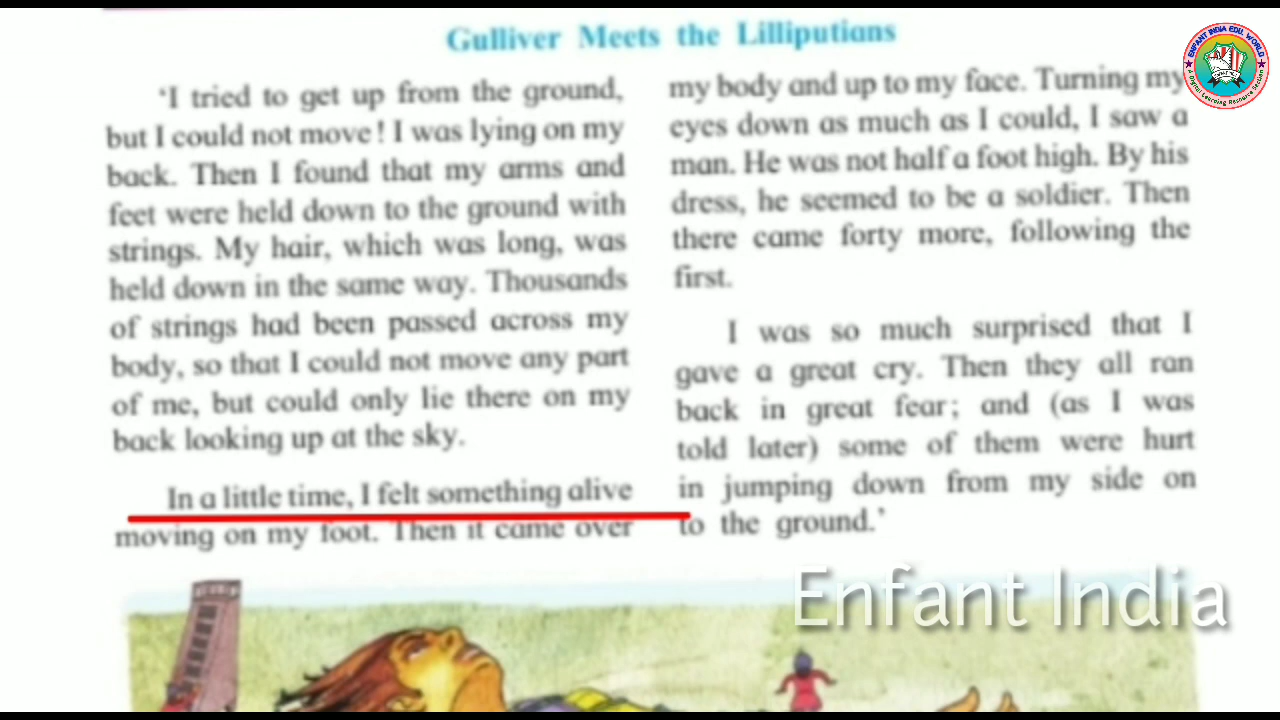 Gulliver Meets the Lilliputians
‘I tried to get up from the ground,
but I could not move! I was lying on my
back. Then I found that my arms and
feet were held down to the ground with
strings. My hair, which was long, was
held down in the same way. Thousands
of strings had been passed across my
body, so that I could not move any part
of me, but could only lie there on my
back looking up at the sky.
In a little time, I felt something alive
moving on my foot. Then it came over
my body and up to my face. Turning my
eyes down as much as I could, I saw a
man. He was not half a foot high. By his
dress, he seemed to be a soldier. Then
there came forty more, following the
first.
I was so much surprised that I
gave a great cry. Then they all ran
back in great fear; and (as I was
told later) some of them were hurt
in jumping down from my side on
to the ground.’
Enfant India
ENFANT INDIA EDU. WORLD
A Digital Learning Resource Section